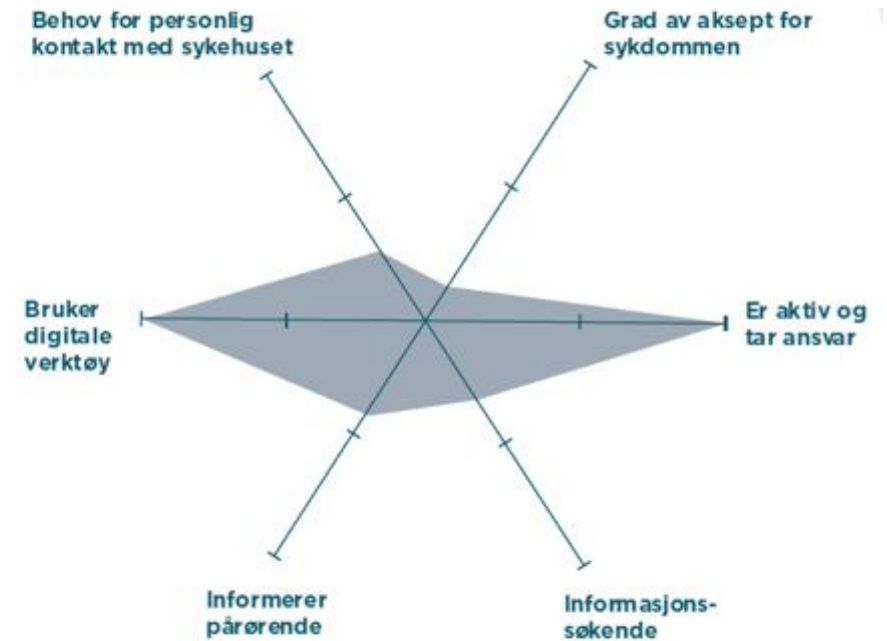 Behov for personlig
kontakt med sykehuset
Grad av aksept for
sykdommen
Bruker
digitale
verktøy
Er aktiv og
tar ansvar
Informerer
pårørende
Informasjons-
søkende